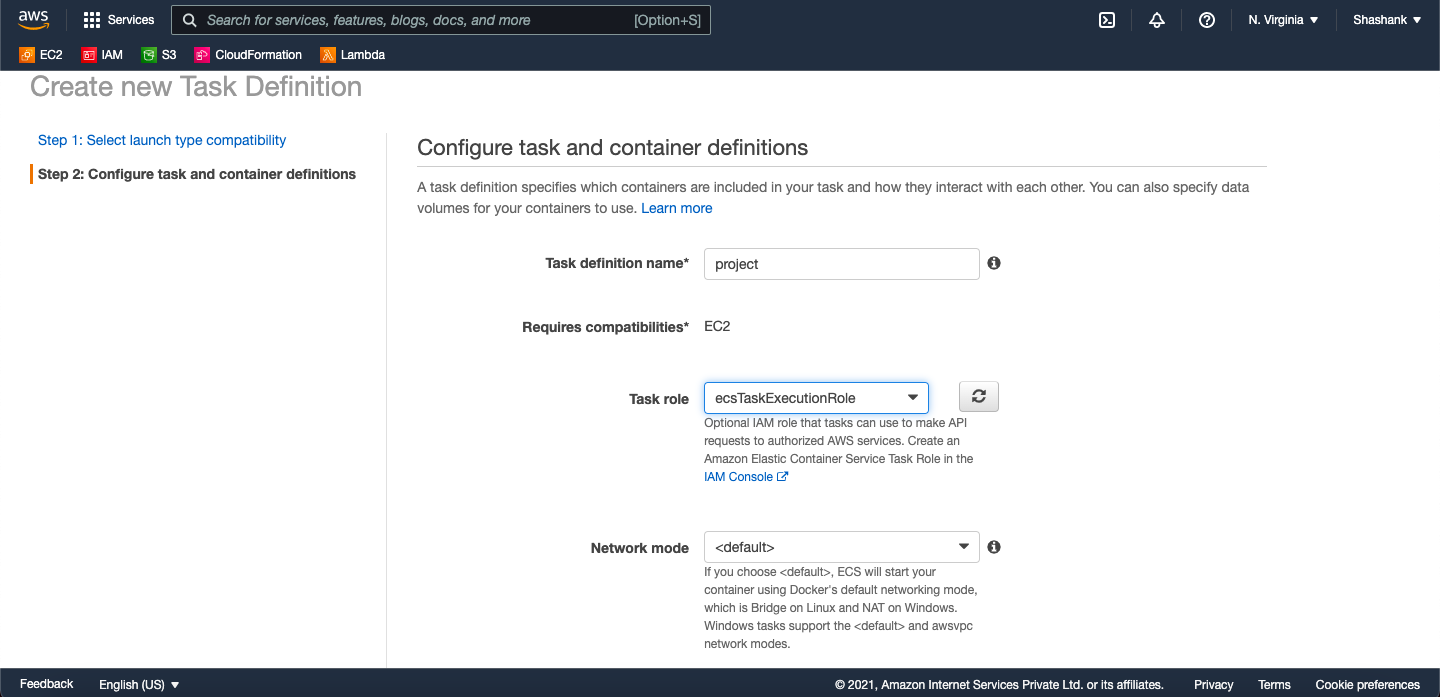 aws
Services
Search for services, features, blogs, docs, and more
[Option+S]
N. Virginia
Shashank
EC2
IAM
S3
CloudFormation
Lambda
Create new Task Definition
Step 1: Select launch type compatibility
Step 2: Configure task and container definitions
Configure task and container definitions
A task definition specifies which containers are included in your task and how they interact with each other. You can also specify data
volumes for your containers to use. Learn more
Task definition name*
project
Requires compatibilities*
EC2
Task role
ecsTaskExecutionRole
Optional IAM role that tasks can use to make API
requests to authorized AWS services. Create an
Amazon Elastic Container Service Task Role in the
IAM Console
Network mode
<default>
If you choose <default>, ECS will start your
container using Docker's default networking mode,
which is Bridge on Linux and NAT on Windows.
Windows tasks support the <default> and awsvpc
network modes.
Feedback
English (US)
© 2021, Amazon Internet Services Private Ltd. or its affiliates.
Privacy
Terms
Cookie preferences